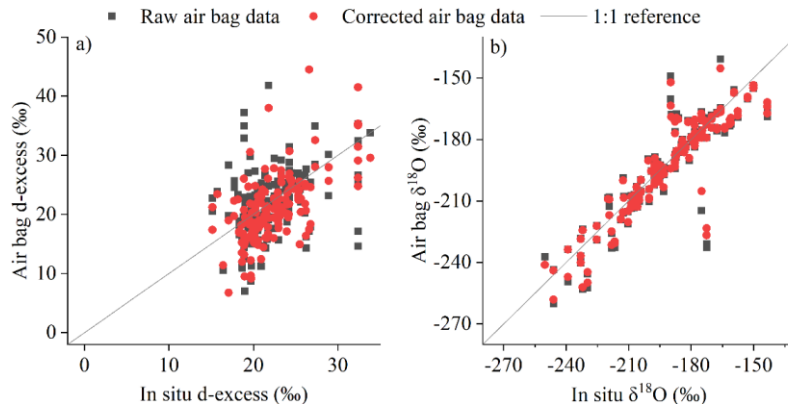 Raw air bag data Corrected air bag data 1:1 reference
a)
b)
Air bag d-excess (‰)
50
40
30
20
10
0
0 10 20 30
In situ d-excess (‰)
Air bag δ¹⁸O (‰)
-150
-180
-210
-240
-270
-270 -240 -210 -180 -150
In situ δ¹⁸O (‰)